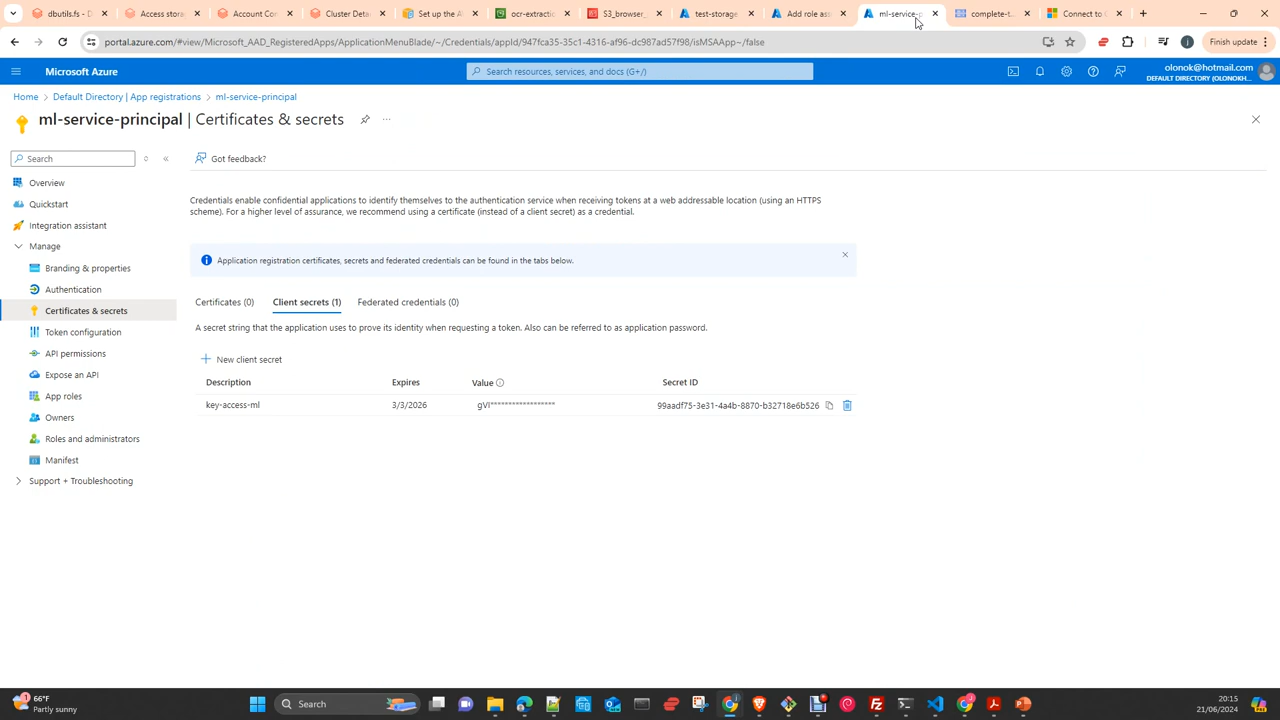 dbutils.fs - D
Access stora
Account Con
Cluster Deta
Set up the A
ocr-extraction
S3_browser_
test-storage
Add role ass
ml-service-p
complete-t
Connect to
portal.azure.com/#view/Microsoft_AAD_RegisteredApps/ApplicationMenuBlade/~/Credentials/appId/947fca35-35c1-4316-af96-dc987ad57f98/isMSAApp~/false
Finish update
Microsoft Azure
Search resources, services, and docs (G+/)
olonok@hotmail.com
DEFAULT DIRECTORY (OLONOKH...
Home > Default Directory | App registrations > ml-service-principal
ml-service-principal | Certificates & secrets
Search
Got feedback?
Overview
Quickstart
Integration assistant
Manage
Branding & properties
Authentication
Certificates & secrets
Token configuration
API permissions
Expose an API
App roles
Owners
Roles and administrators
Manifest
Support + Troubleshooting
Credentials enable confidential applications to identify themselves to the authentication service when receiving tokens at a web addressable location (using an HTTPS
scheme). For a higher level of assurance, we recommend using a certificate (instead of a client secret) as a credential.
Application registration certificates, secrets and federated credentials can be found in the tabs below.
Certificates (0) Client secrets (1) Federated credentials (0)
A secret string that the application uses to prove its identity when requesting a token. Also can be referred to as application password.
New client secret
Description Expires Value Secret ID
key-access-ml 3/3/2026 gVI****************** 99aadf75-3e31-4a4b-8870-b32718e6b526
66°F
Partly sunny
Search
20:15
21/06/2024